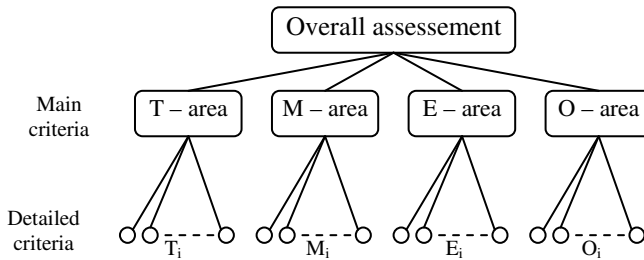 Overall assessement
Main
criteria
T – area
M – area
E – area
O – area
Detailed
criteria
Ti
Mi
Ei
Oi